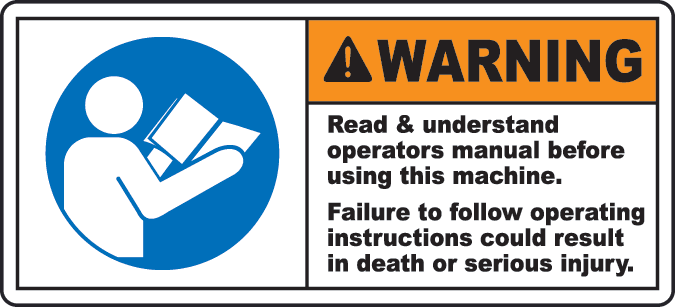 WARNING
Read & understand
operators manual before
using this machine.
Failure to follow operating
instructions could result
in death or serious injury.